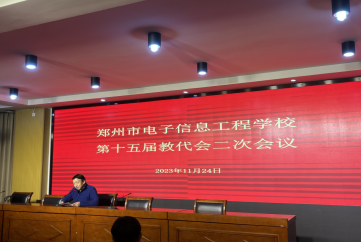 郑州市电子信息工程学校
第十五届教代会二次会议
2023年11月24日